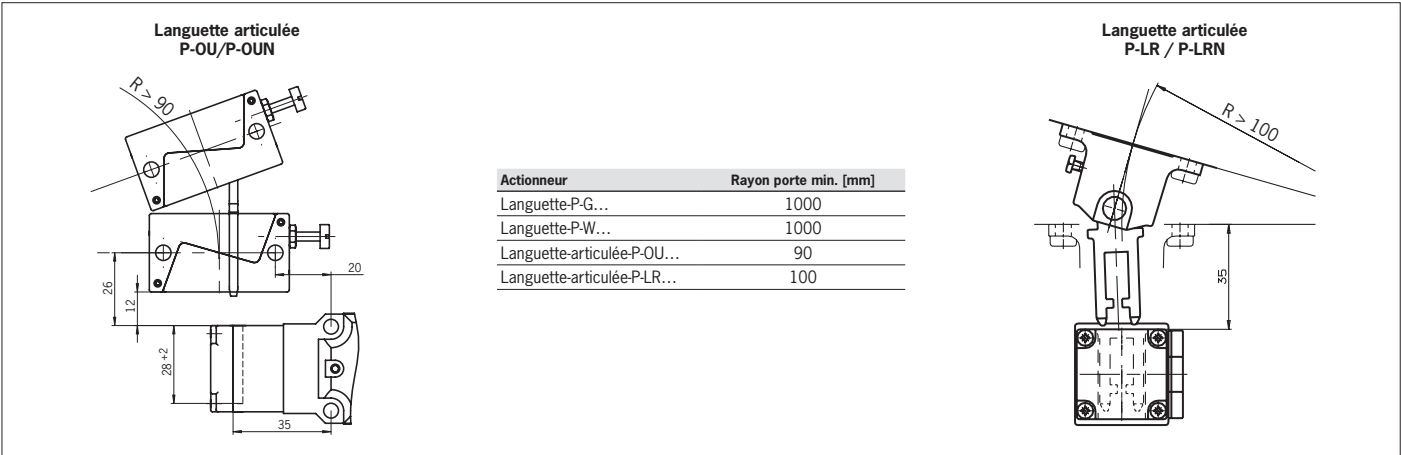 Languette articulée
P-OU/P-OUN
R > 90
20
26
12
28 +2
35
Actionneur Rayon porte min. [mm]
Languette-P-G… 1000
Languette-P-W… 1000
Languette-articulée-P-OU… 90
Languette-articulée-P-LR… 100
Languette articulée
P-LR / P-LRN
R > 100
35